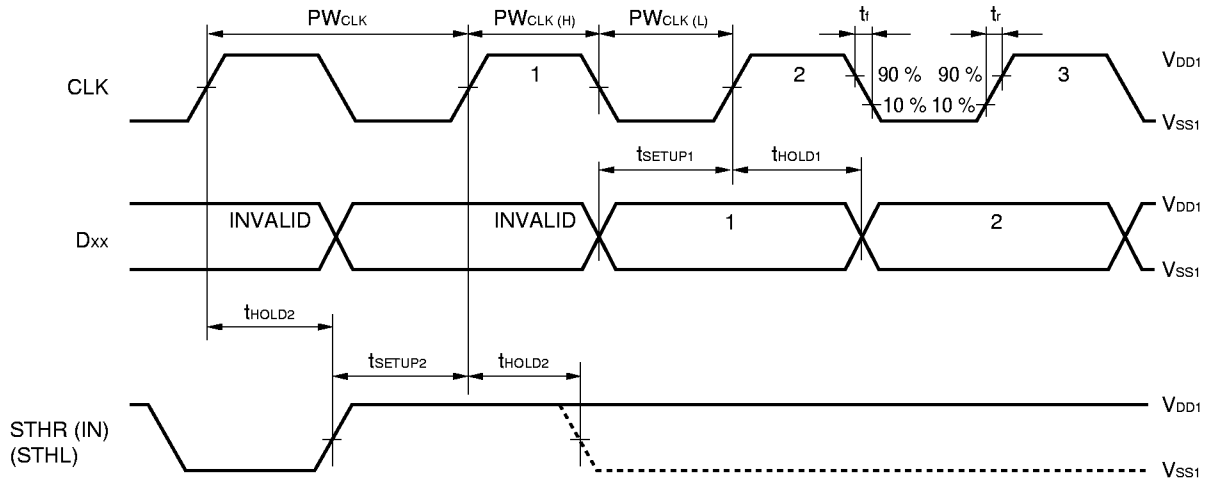 PWCLK PWCLK (H) PWCLK (L) tf tr
CLK 1 2 90 % 90 % 3 VDD1
10 % 10 % VSS1
tSETUP1 tHOLD1
Dxx INVALID INVALID 1 2 VDD1
VSS1
tHOLD2
tSETUP2 tHOLD2
STHR (IN) VDD1
(STHL) VSS1